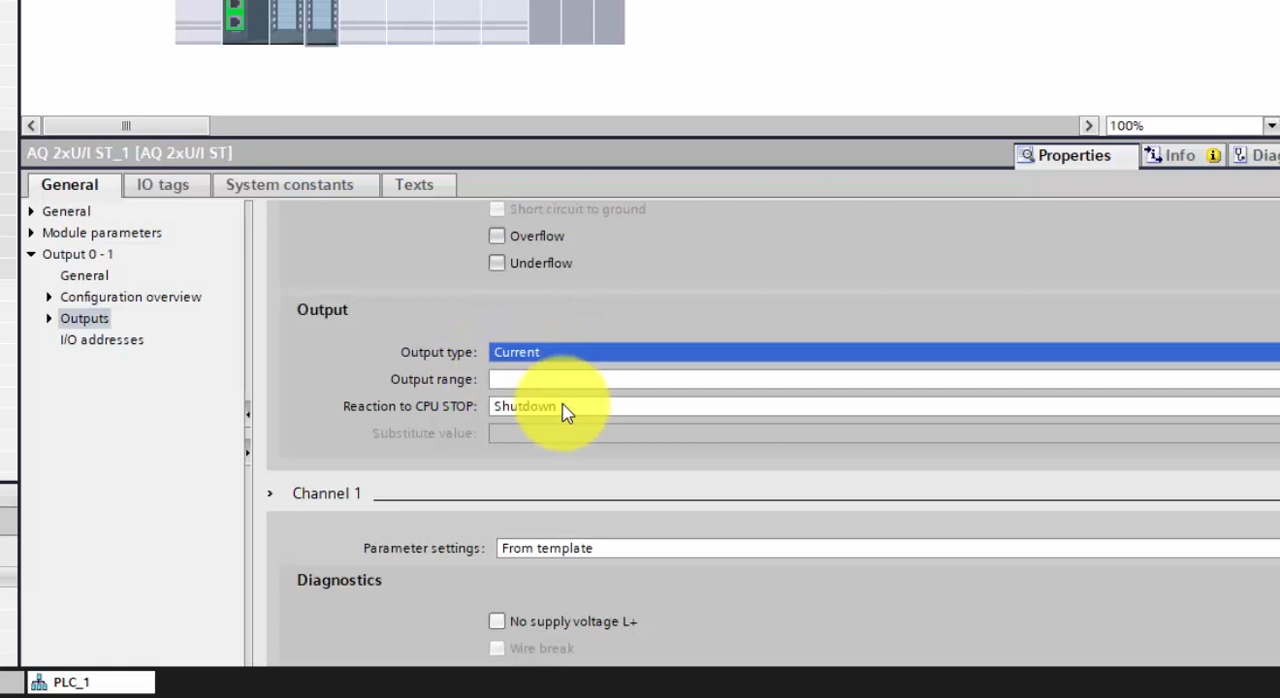 100%
AQ 2xU/I ST_1 [AQ 2xU/I ST]
Properties
Info
Dia
General
IO tags
System constants
Texts
General
Module parameters
Output 0 - 1
General
Configuration overview
Outputs
I/O addresses
Short circuit to ground
Overflow
Underflow
Output
Output type: Current
Output range:
Reaction to CPU STOP: Shutdown
Substitute value:
Channel 1
Parameter settings: From template
Diagnostics
No supply voltage L+
Wire break
PLC_1